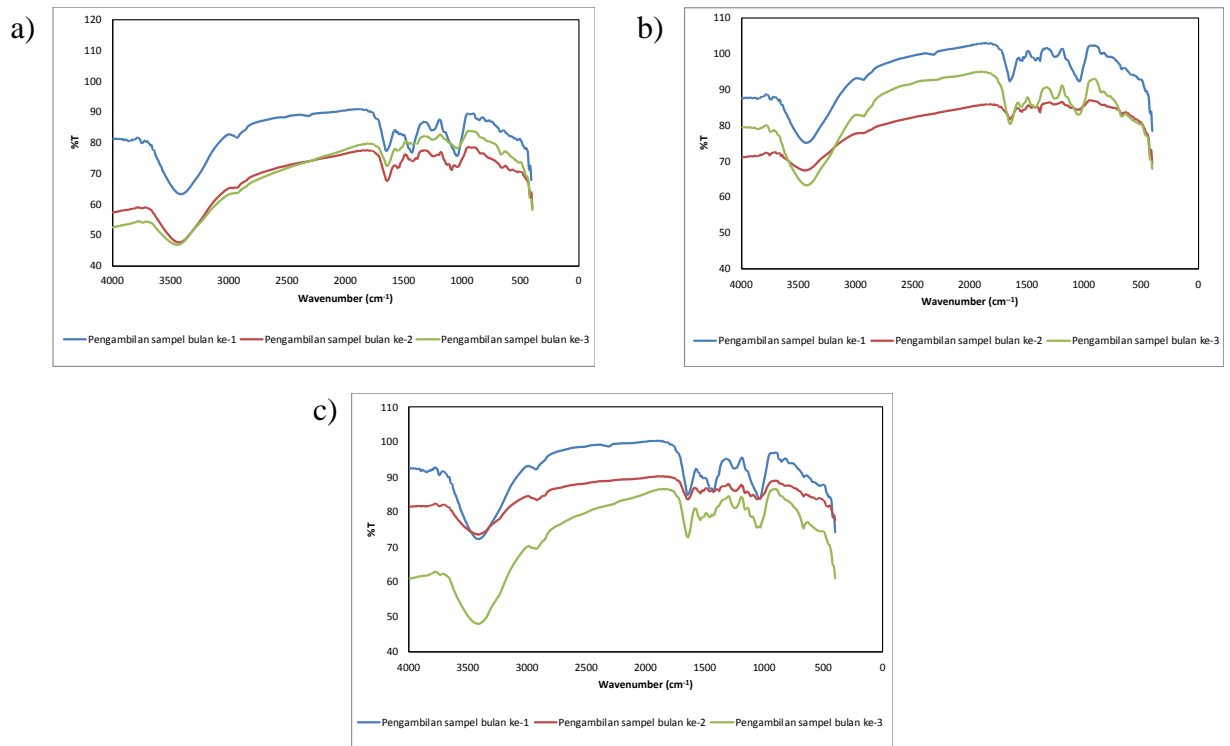 a)
120
110
100
90
80
70
60
50
40
%T
4000 3500 3000 2500 2000 1500 1000 500 0
Wavenumber (cm⁻¹)
Pengambilan sampel bulan ke-1 Pengambilan sampel bulan ke-2 Pengambilan sampel bulan ke-3
b)
110
100
90
80
70
60
50
40
%T
4000 3500 3000 2500 2000 1500 1000 500 0
Wavenumber (cm⁻¹)
Pengambilan sampel bulan ke-1 Pengambilan sampel bulan ke-2 Pengambilan sampel bulan ke-3
c)
110
100
90
80
70
60
50
40
%T
4000 3500 3000 2500 2000 1500 1000 500 0
Wavenumber (cm⁻¹)
Pengambilan sampel bulan ke-1 Pengambilan sampel bulan ke-2 Pengambilan sampel bulan ke-3